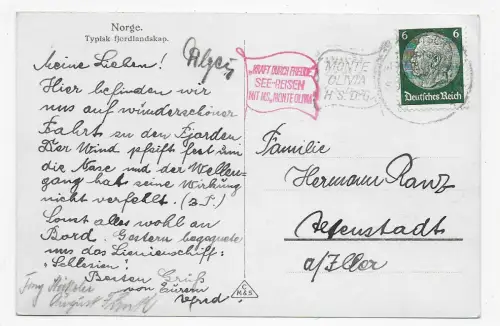 Norge.
Typisk fjordlandskap.
Meine Lieben!
Hier befinden wir
uns auf wunderschöner
Fahrt zu den Fjorden
Der Wind pfeift fest um
die Nase und der Wellen-
gang hat seine Wirkung
nicht verfehlt. (z.T.)
Sonst alles wohl an
Bord. Gestern begegnete
uns das Linienschiff:
"Schlesien".
Besten Gruß
von Eurem
August
C
M&S
„KRAFT DURCH FREUDE"
SEE-REISEN
MIT M.S. „MONTE OLIVIA"
MONTE
OLIVIA
H.S.D.G.
6 6
Deutsches Reich
Familie
Hermann Ranz
Altenstadt
a/Iller